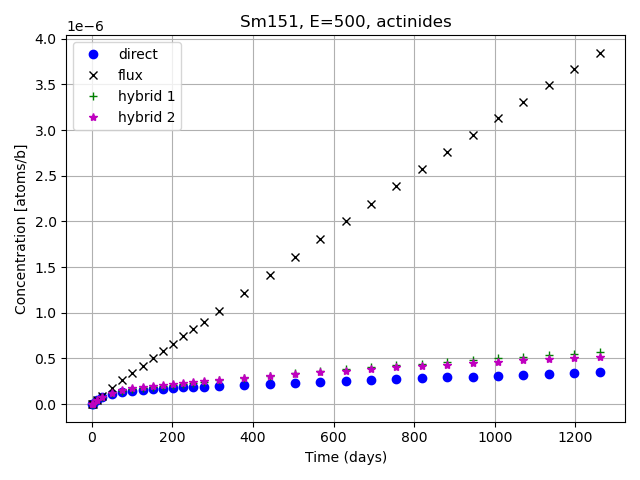 Sm151, E=500, actinides
1e−6
4.0
3.5
3.0
2.5
2.0
1.5
1.0
0.5
0.0
Concentration [atoms/b]
direct
flux
hybrid 1
hybrid 2
0 200 400 600 800 1000 1200
Time (days)